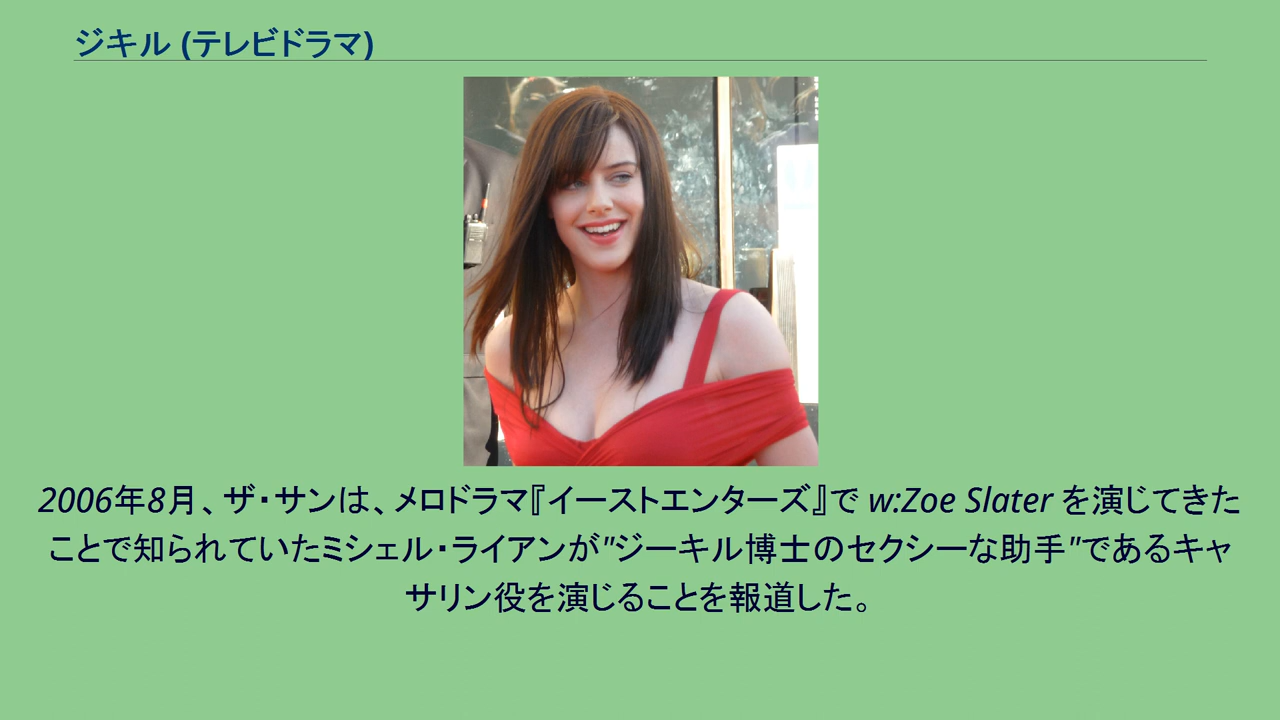 ジキル (テレビドラマ)
2006年8月、ザ・サンは、メロドラマ『イーストエンターズ』で w:Zoe Slater を演じてきた
ことで知られていたミシェル・ライアンが"ジーキル博士のセクシーな助手"であるキャ
サリン役を演じることを報道した。